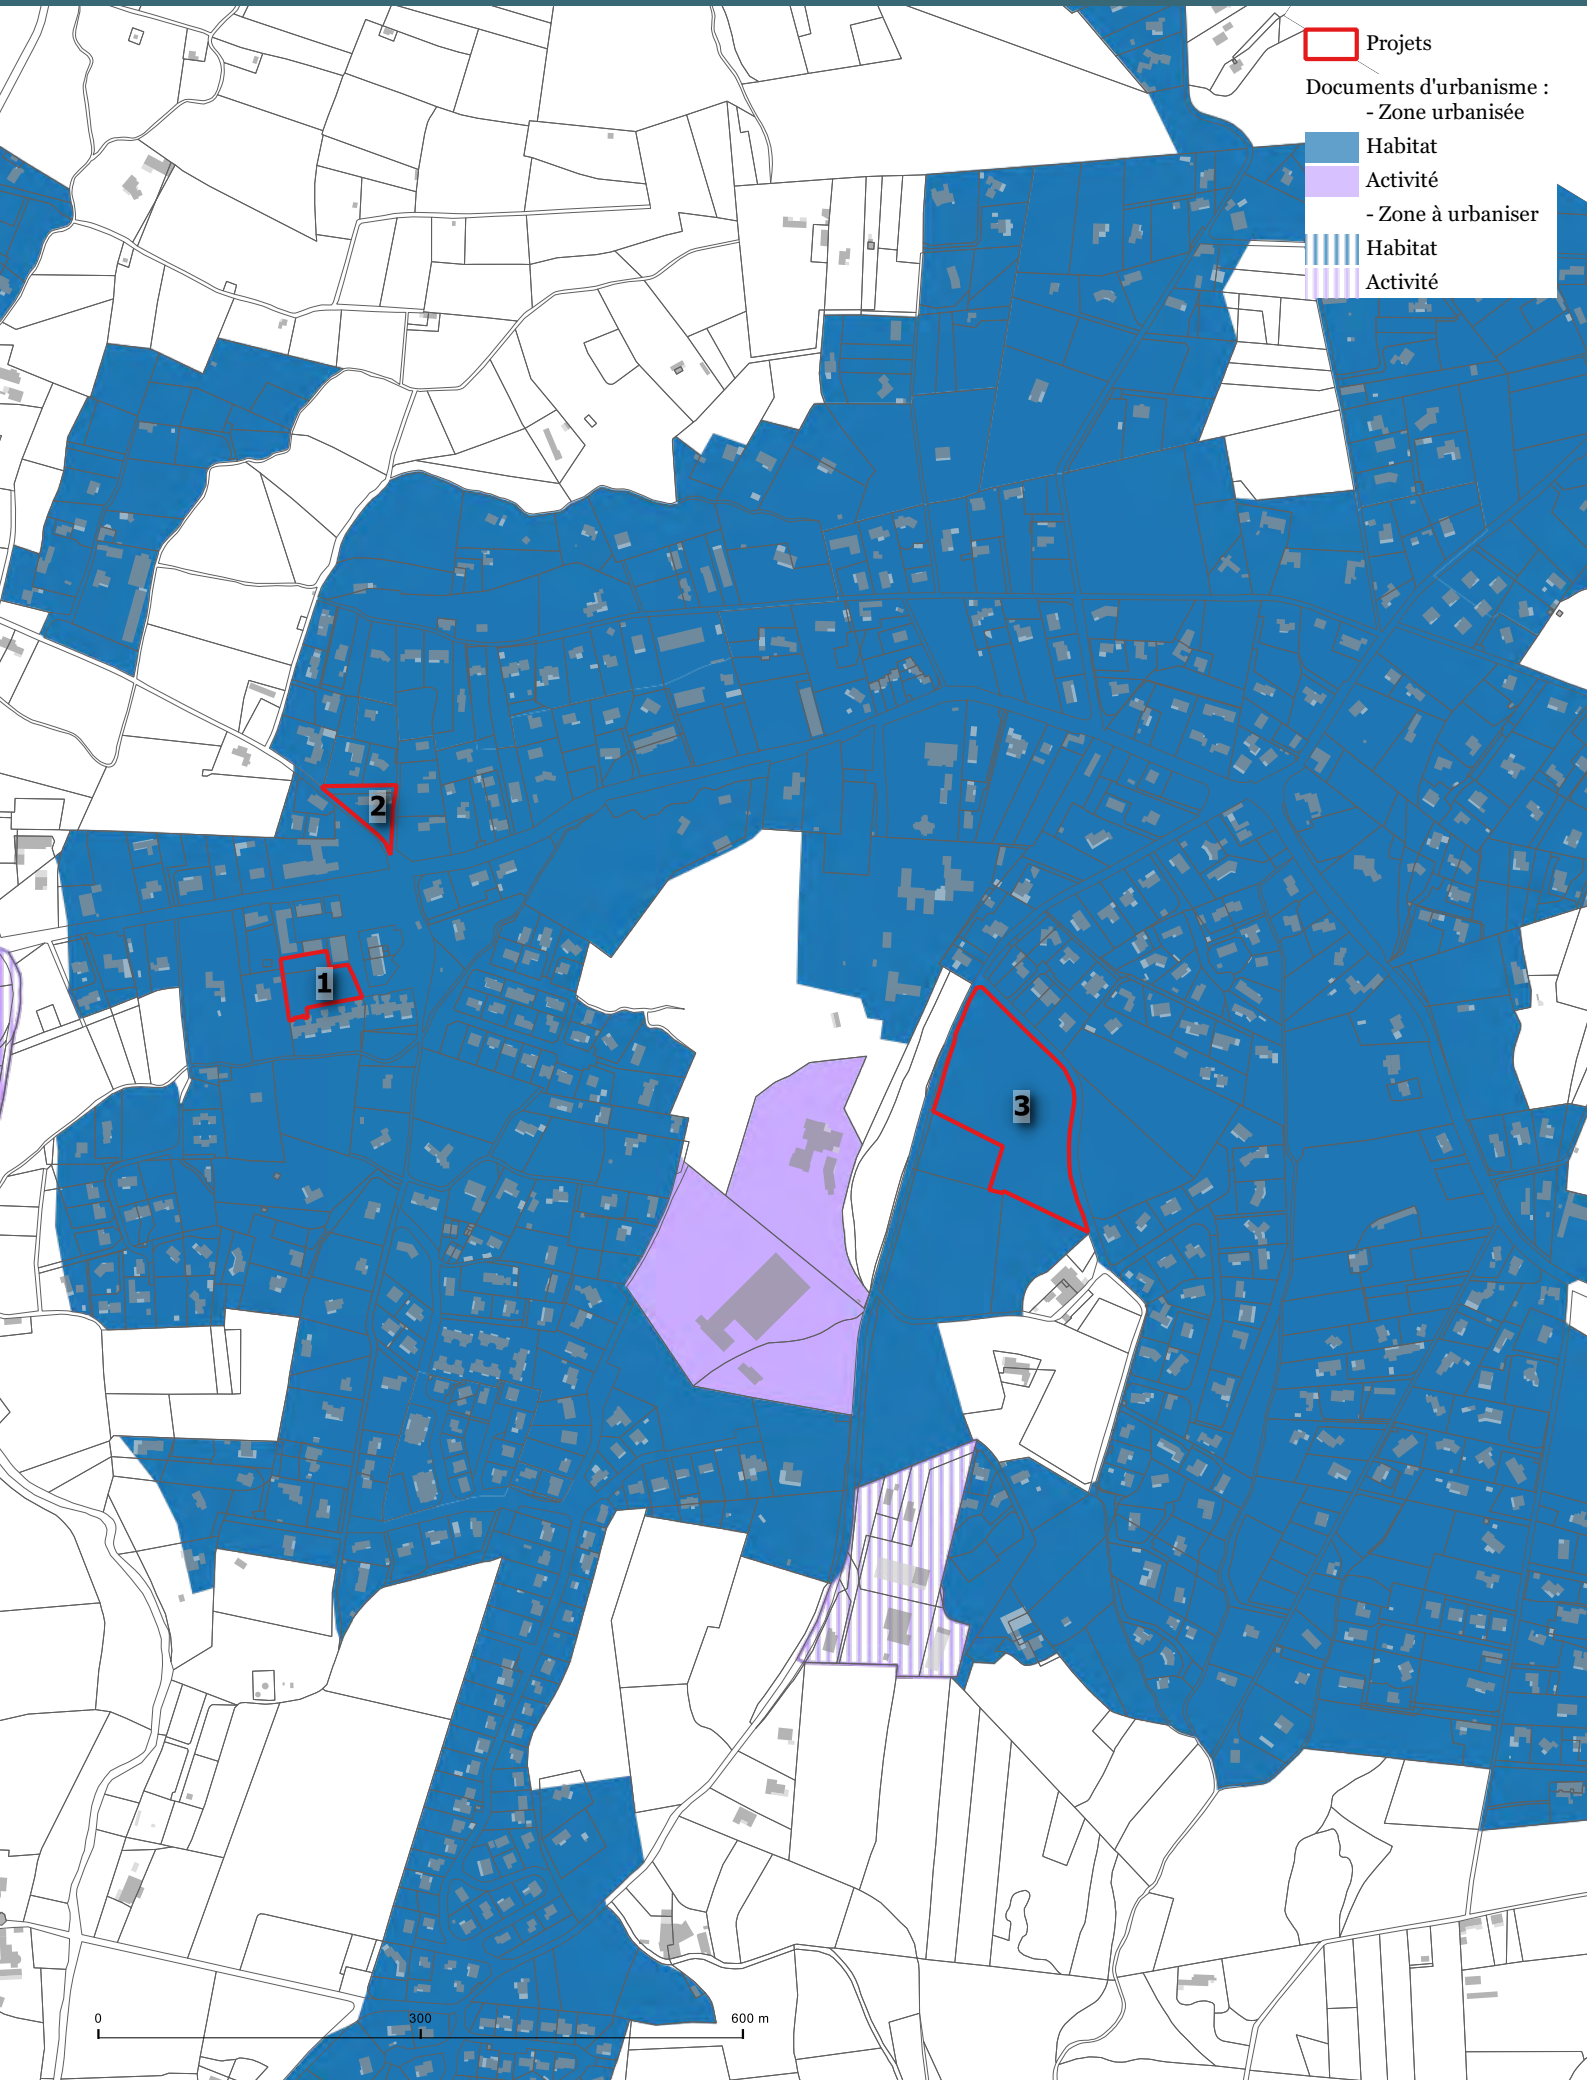 Projets
Documents d'urbanisme :
- Zone urbanisée
Habitat
Activité
- Zone à urbaniser
Habitat
Activité
2
1
3
0 300 600 m